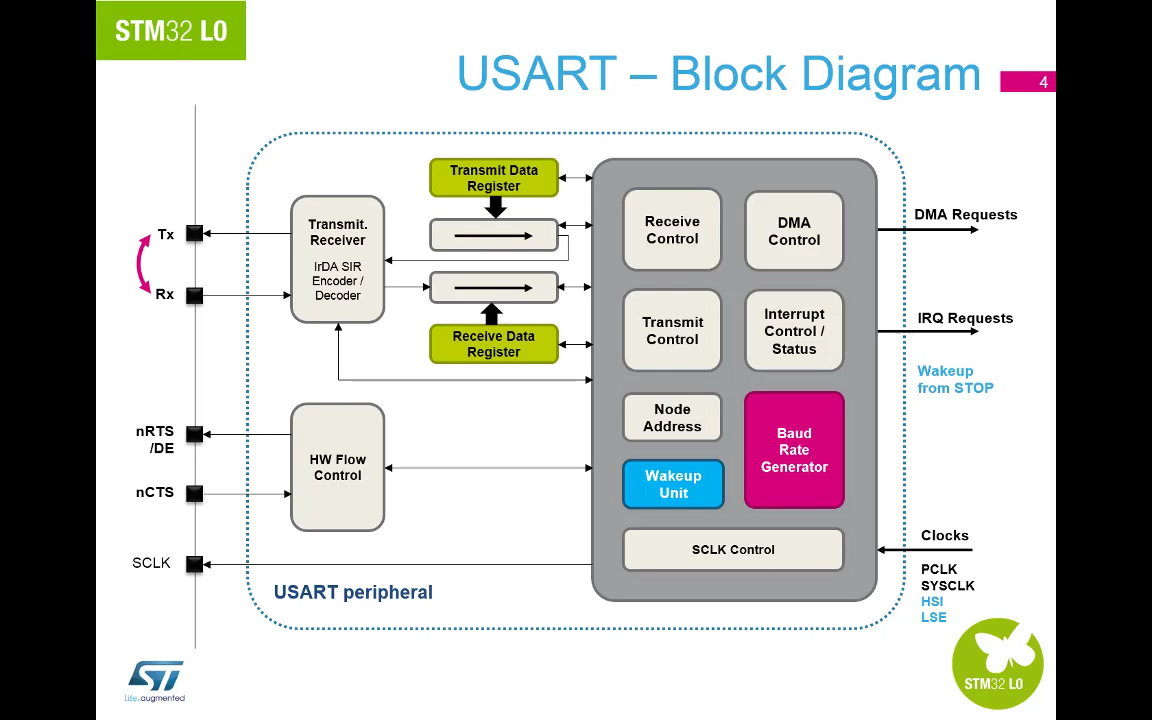 STM32 L0
USART – Block Diagram
4
Transmit Data
Register
Transmit.
Receiver
IrDA SIR
Encoder /
Decoder
Tx
Rx
Receive Data
Register
Receive
Control
DMA
Control
DMA Requests
Transmit
Control
Interrupt
Control /
Status
IRQ Requests
Wakeup
from STOP
Node
Address
Baud
Rate
Generator
Wakeup
Unit
nRTS
/DE
nCTS
HW Flow
Control
SCLK
SCLK Control
Clocks
PCLK
SYSCLK
HSI
LSE
USART peripheral
ST
life.augmented
STM32 L0